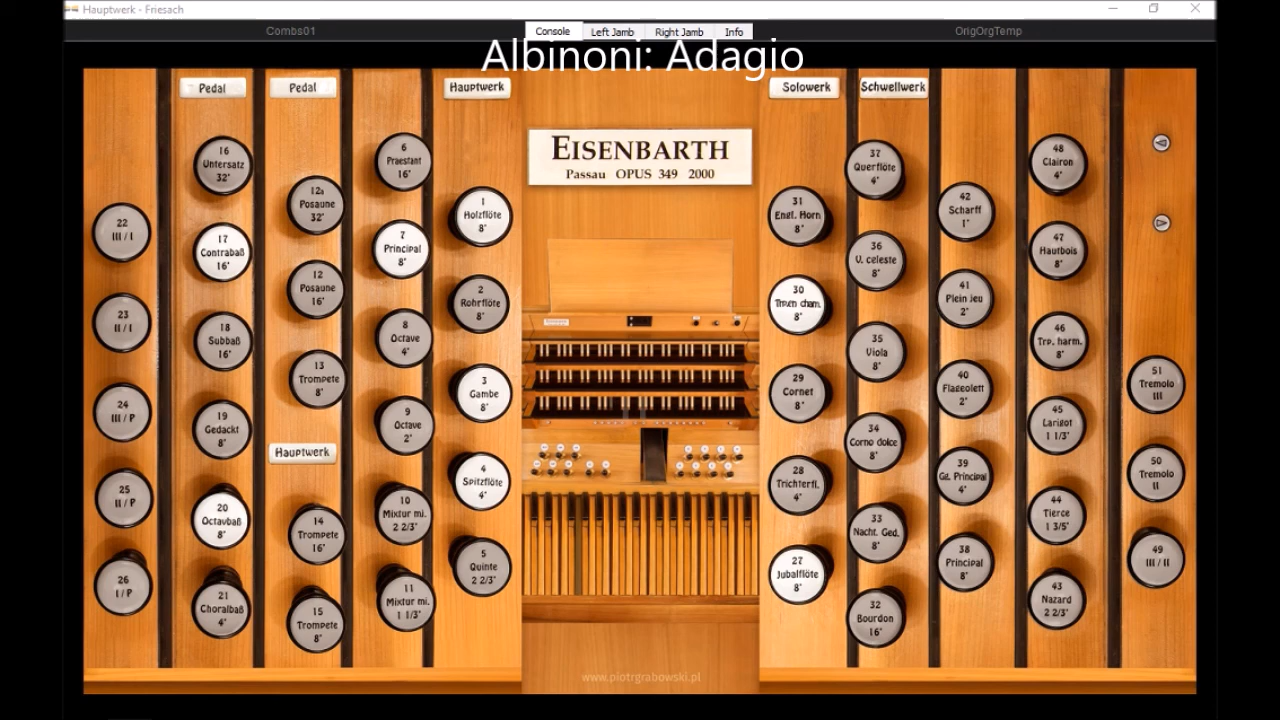 Hauptwerk - Friesach
Combs01
Console
Left Jamb
Right Jamb
Info
OrigOrgTemp
Albinoni: Adagio
Pedal
Pedal
Hauptwerk
Solowerk
Schwellwerk
EISENBARTH
Passau OPUS 349 2000
22
III / I
23
II / I
24
III / P
25
II / P
26
I / P
16
Untersatz
32'
17
Contrabaß
16'
18
Subbaß
16'
19
Gedackt
8'
20
Octavbaß
8'
21
Choralbaß
4'
12a
Posaune
32'
12
Posaune
16'
13
Trompete
8'
Hauptwerk
14
Trompete
16'
15
Trompete
8'
6
Praestant
16'
7
Principal
8'
8
Octave
4'
9
Octave
2'
10
Mixtur mi.
2 2/3'
11
Mixtur mi.
1 1/3'
1
Holzflöte
8'
2
Rohrflöte
8'
3
Gambe
8'
4
Spitzflöte
4'
5
Quinte
2 2/3'
31
Engl. Horn
8'
30
cham.
8'
29
Cornet
8'
28
Trichterfl.
4'
27
Jubalflöte
8'
37
Querflöte
4'
36
V. celeste
8'
35
Viola
8'
34
Corno dolce
8'
33
Nacht. Ged.
8'
32
Bourdon
16'
42
Scharff
1'
41
Plein jeu
2'
40
Flageolett
2'
39
Gd. Principal
4'
38
Principal
8'
48
Clairon
4'
47
Hautbois
8'
46
Trp. harm.
8'
45
Larigot
1 1/3'
44
Tierce
1 3/5'
43
Nazard
2 2/3'
51
Tremolo
III
50
Tremolo
II
49
III / II
www.piotrgrabowski.pl